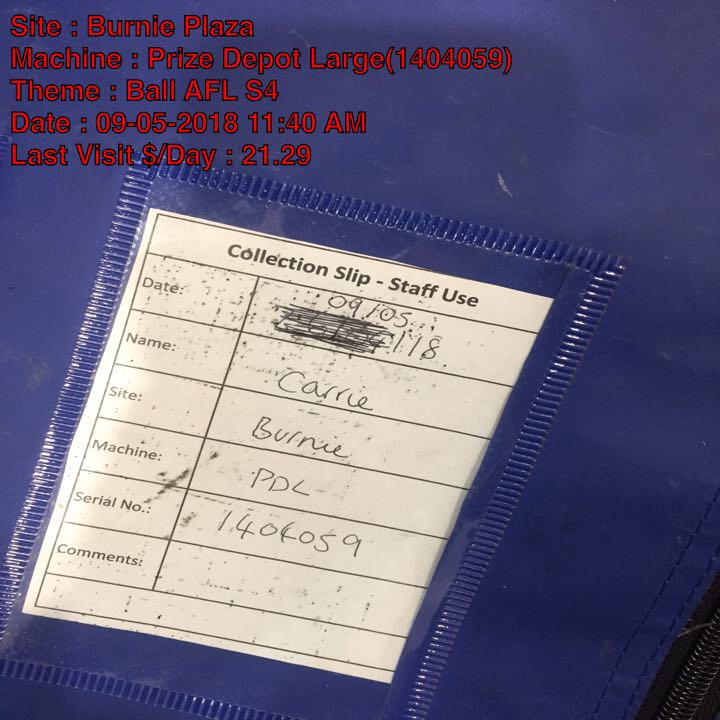 Site : Burnie Plaza
Machine : Prize Depot Large(1404059)
Theme : Ball AFL S4
Date : 09-05-2018 11:40 AM
Last Visit $/Day : 21.29
Collection Slip - Staff Use
Date: 09/05/18
Name: Carrie
Site: Burnie
Machine: PDL
Serial No.: 1404059
Comments: